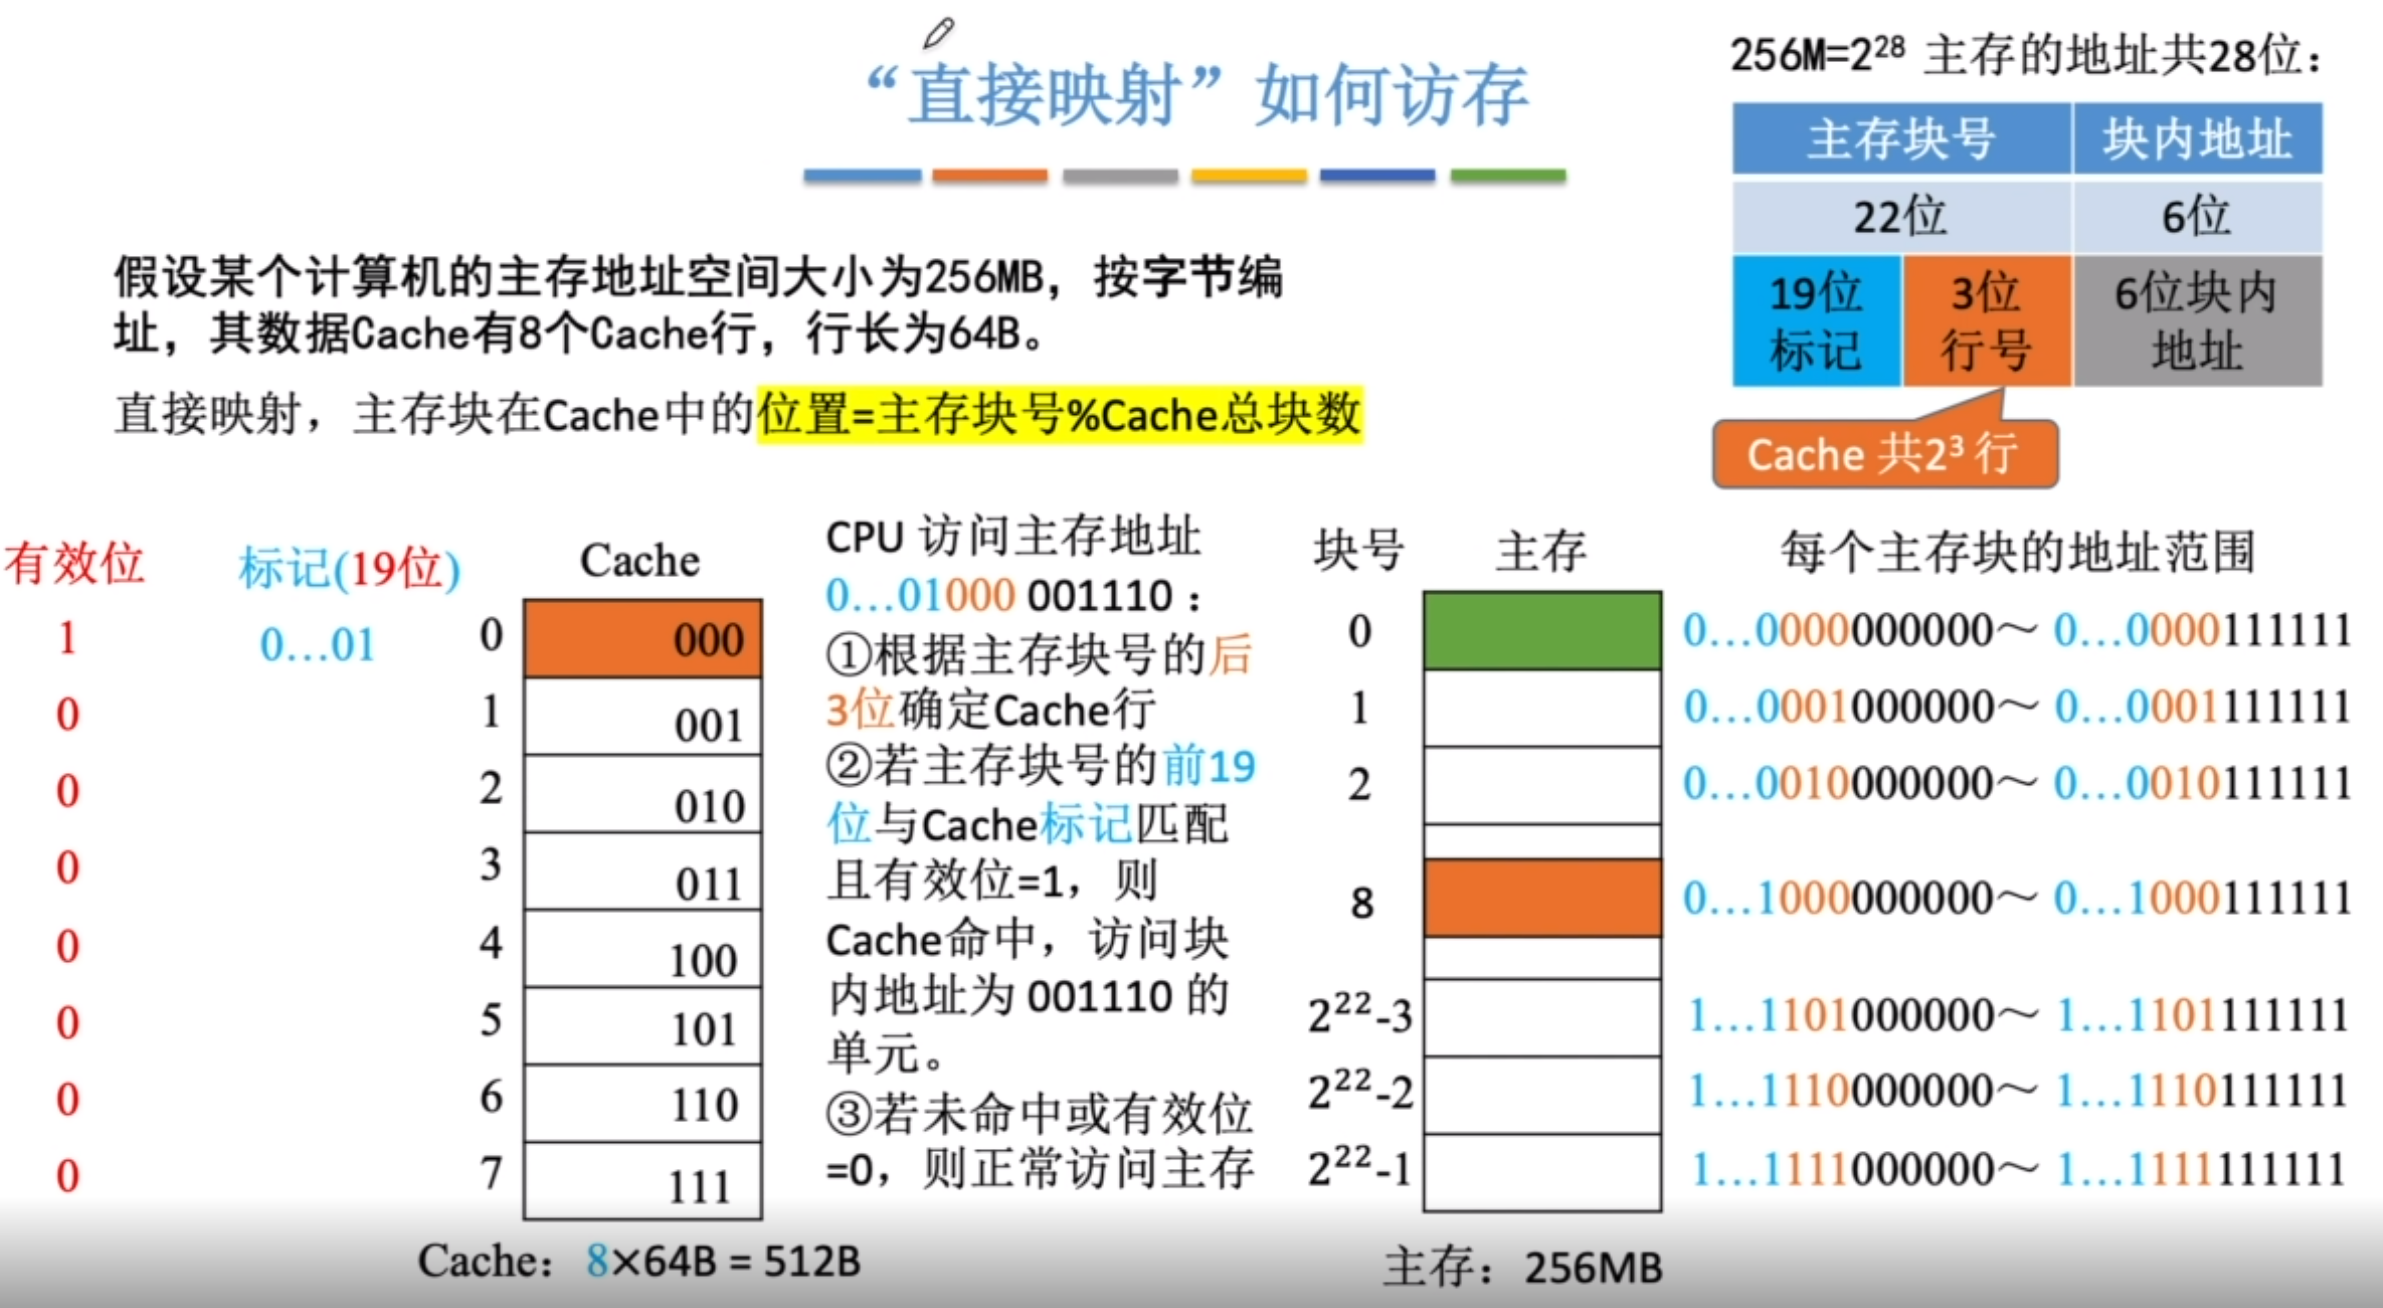 “直接映射”如何访存
256M=2²⁸ 主存的地址共28位：
主存块号 块内地址
22位 6位
19位 3位 6位块内
标记 行号 地址
Cache 共2³ 行
假设某个计算机的主存地址空间大小为256MB，按字节编
址，其数据Cache有8个Cache行，行长为64B。
直接映射，主存块在Cache中的位置=主存块号%Cache总块数
有效位 标记(19位) Cache
1 0…01 0 000
0 1 001
0 2 010
0 3 011
0 4 100
0 5 101
0 6 110
0 7 111
Cache： 8×64B = 512B
CPU 访问主存地址
0…01000 001110：
①根据主存块号的后
3位确定Cache行
②若主存块号的前19
位与Cache标记匹配
且有效位=1，则
Cache命中，访问块
内地址为 001110 的
单元。
③若未命中或有效位
=0，则正常访问主存
块号 主存 每个主存块的地址范围
0 0…0000000000～ 0…0000111111
1 0…0001000000～ 0…0001111111
2 0…0010000000～ 0…0010111111
8 0…1000000000～ 0…1000111111
2²²-3 1…1101000000～ 1…1101111111
2²²-2 1…1110000000～ 1…1110111111
2²²-1 1…1111000000～ 1…1111111111
主存：256MB